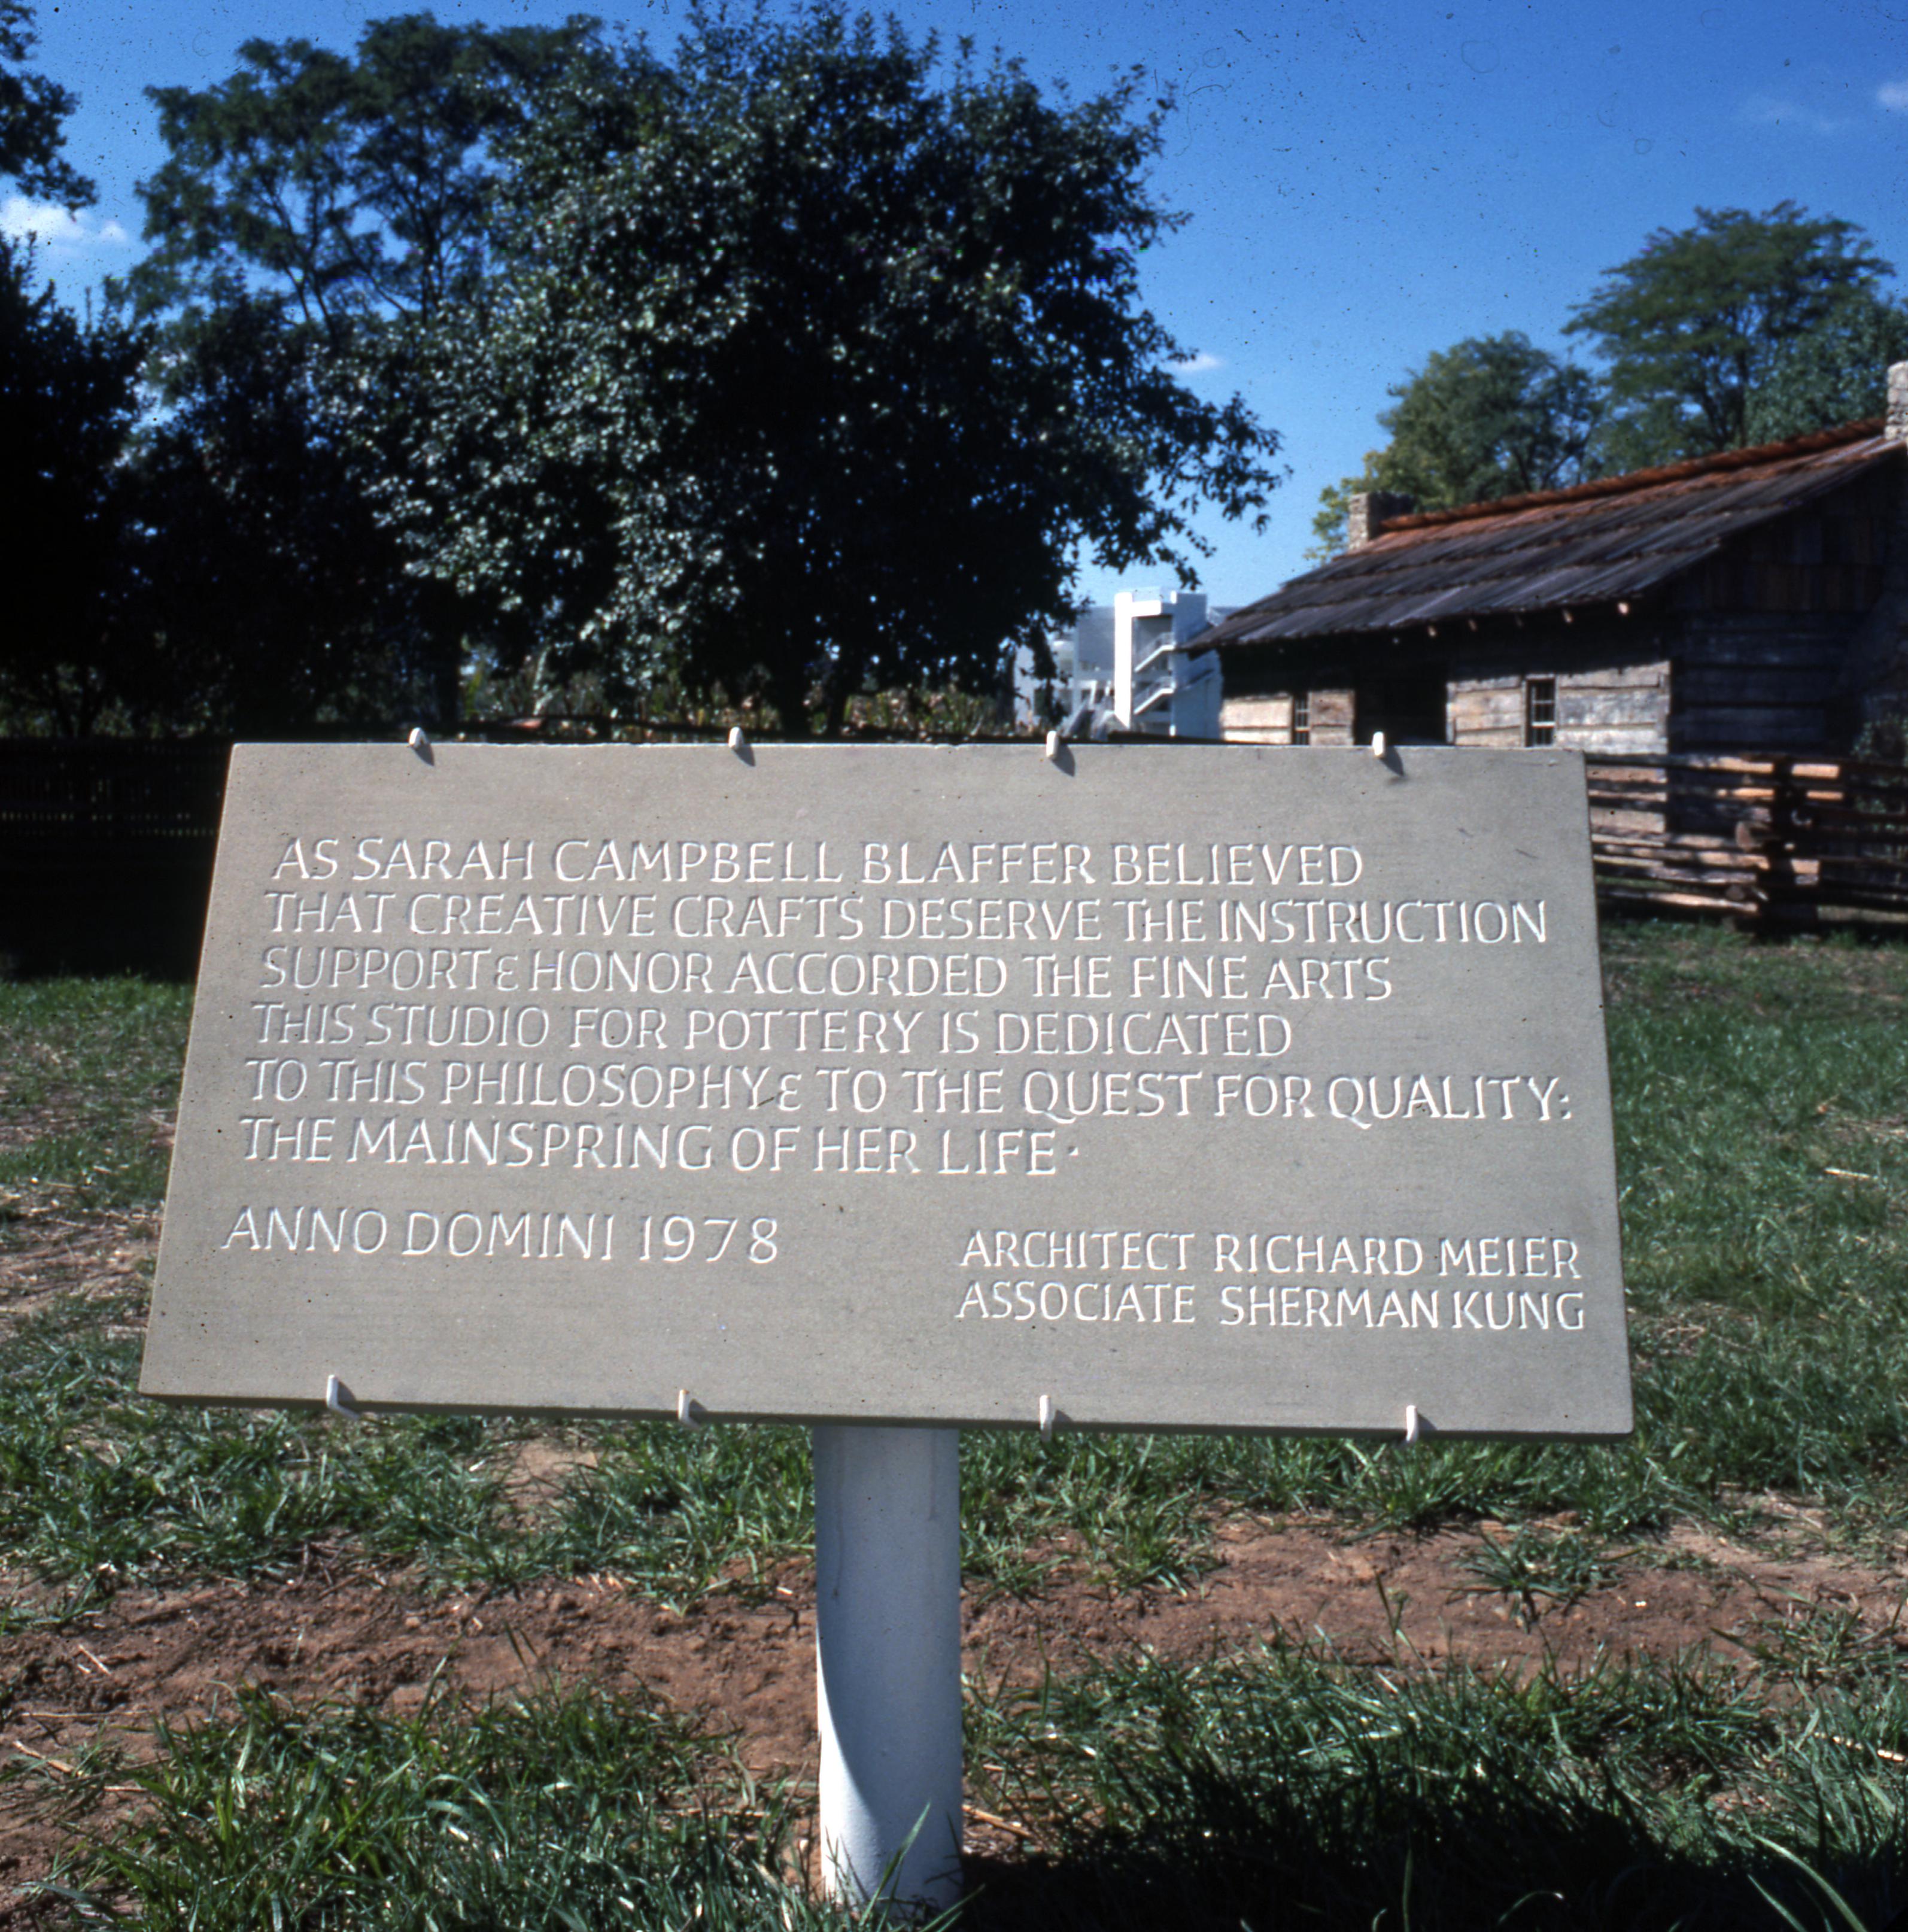 AS SARAH CAMPBELL BLAFFER BELIEVED
THAT CREATIVE CRAFTS DESERVE THE INSTRUCTION
SUPPORT & HONOR ACCORDED THE FINE ARTS
THIS STUDIO FOR POTTERY IS DEDICATED
TO THIS PHILOSOPHY & TO THE QUEST FOR QUALITY:
THE MAINSPRING OF HER LIFE·
ANNO DOMINI 1978
ARCHITECT RICHARD MEIER
ASSOCIATE SHERMAN KUNG